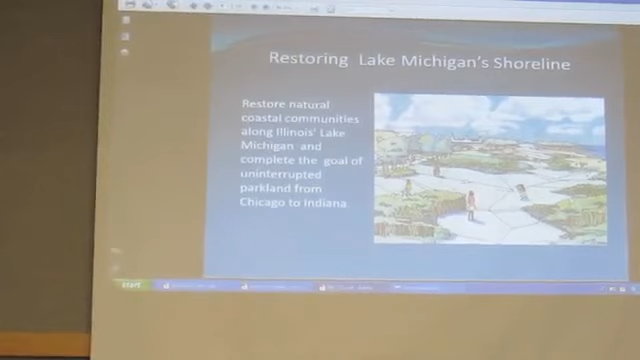 Restoring Lake Michigan's Shoreline
Restore natural
coastal communities
along Illinois' Lake
Michigan and
complete the goal of
uninterrupted
parkland from
Chicago to Indiana.
start